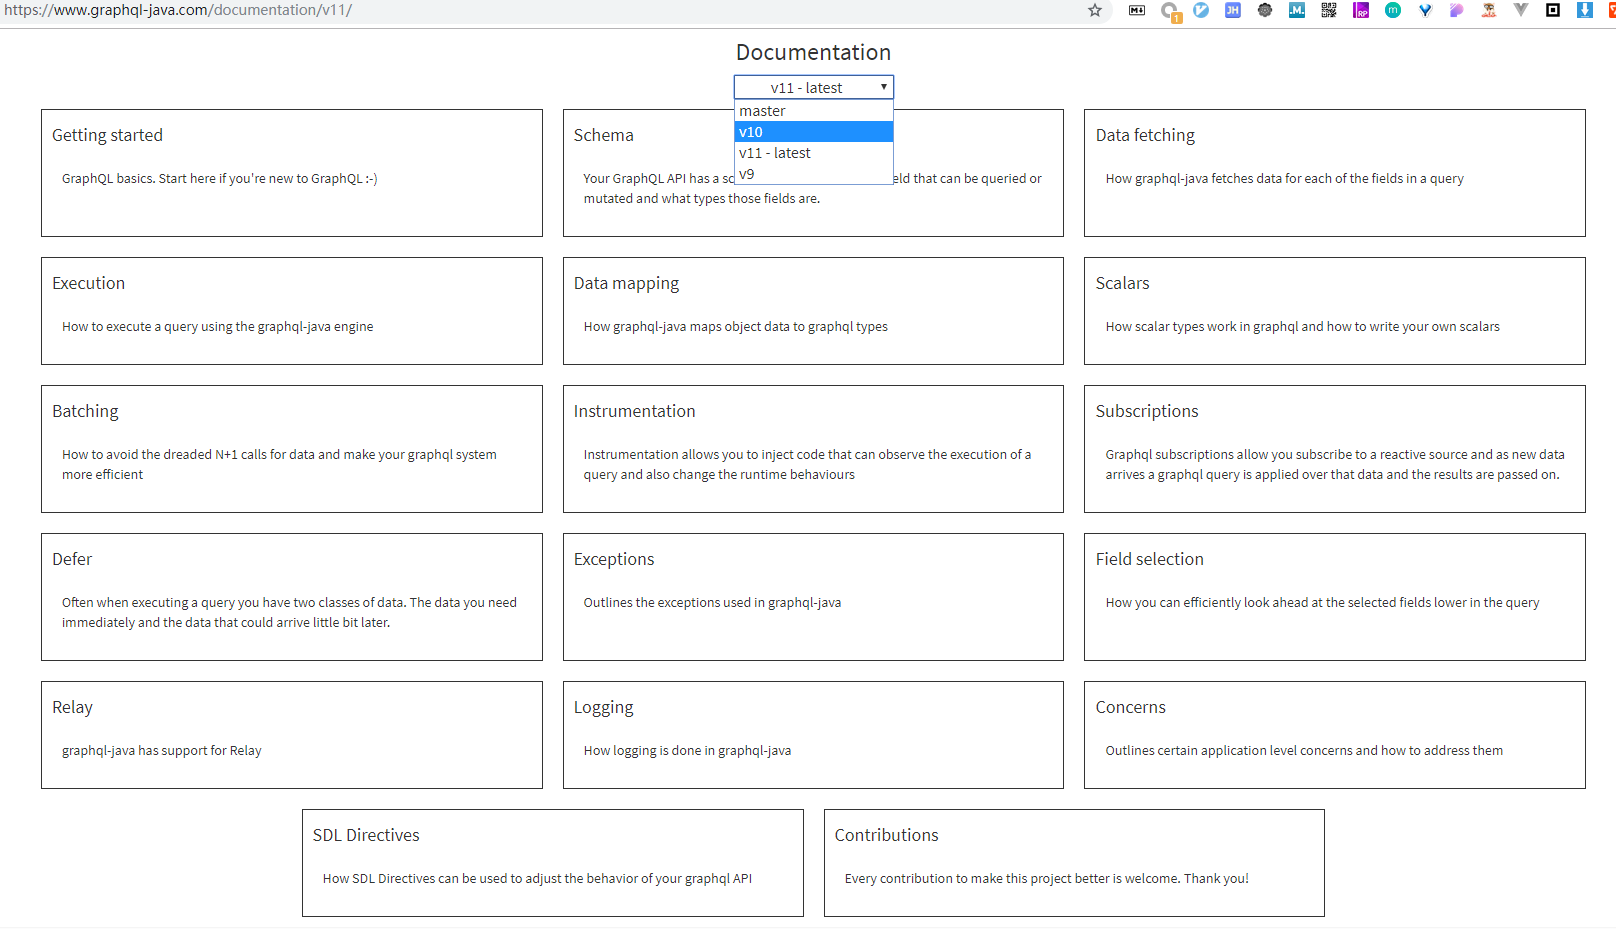 https://www.graphql-java.com/documentation/v11/
M
1
JH
.M.
RP
m
Documentation
v11 - latest
master
v10
v11 - latest
v9
Getting started
GraphQL basics. Start here if you're new to GraphQL :-)
Schema
Your GraphQL API has a
eld that can be queried or
mutated and what types those fields are.
Data fetching
How graphql-java fetches data for each of the fields in a query
Execution
How to execute a query using the graphql-java engine
Data mapping
How graphql-java maps object data to graphql types
Scalars
How scalar types work in graphql and how to write your own scalars
Batching
How to avoid the dreaded N+1 calls for data and make your graphql system
more efficient
Instrumentation
Instrumentation allows you to inject code that can observe the execution of a
query and also change the runtime behaviours
Subscriptions
Graphql subscriptions allow you subscribe to a reactive source and as new data
arrives a graphql query is applied over that data and the results are passed on.
Defer
Often when executing a query you have two classes of data. The data you need
immediately and the data that could arrive little bit later.
Exceptions
Outlines the exceptions used in graphql-java
Field selection
How you can efficiently look ahead at the selected fields lower in the query
Relay
graphql-java has support for Relay
Logging
How logging is done in graphql-java
Concerns
Outlines certain application level concerns and how to address them
SDL Directives
How SDL Directives can be used to adjust the behavior of your graphql API
Contributions
Every contribution to make this project better is welcome. Thank you!